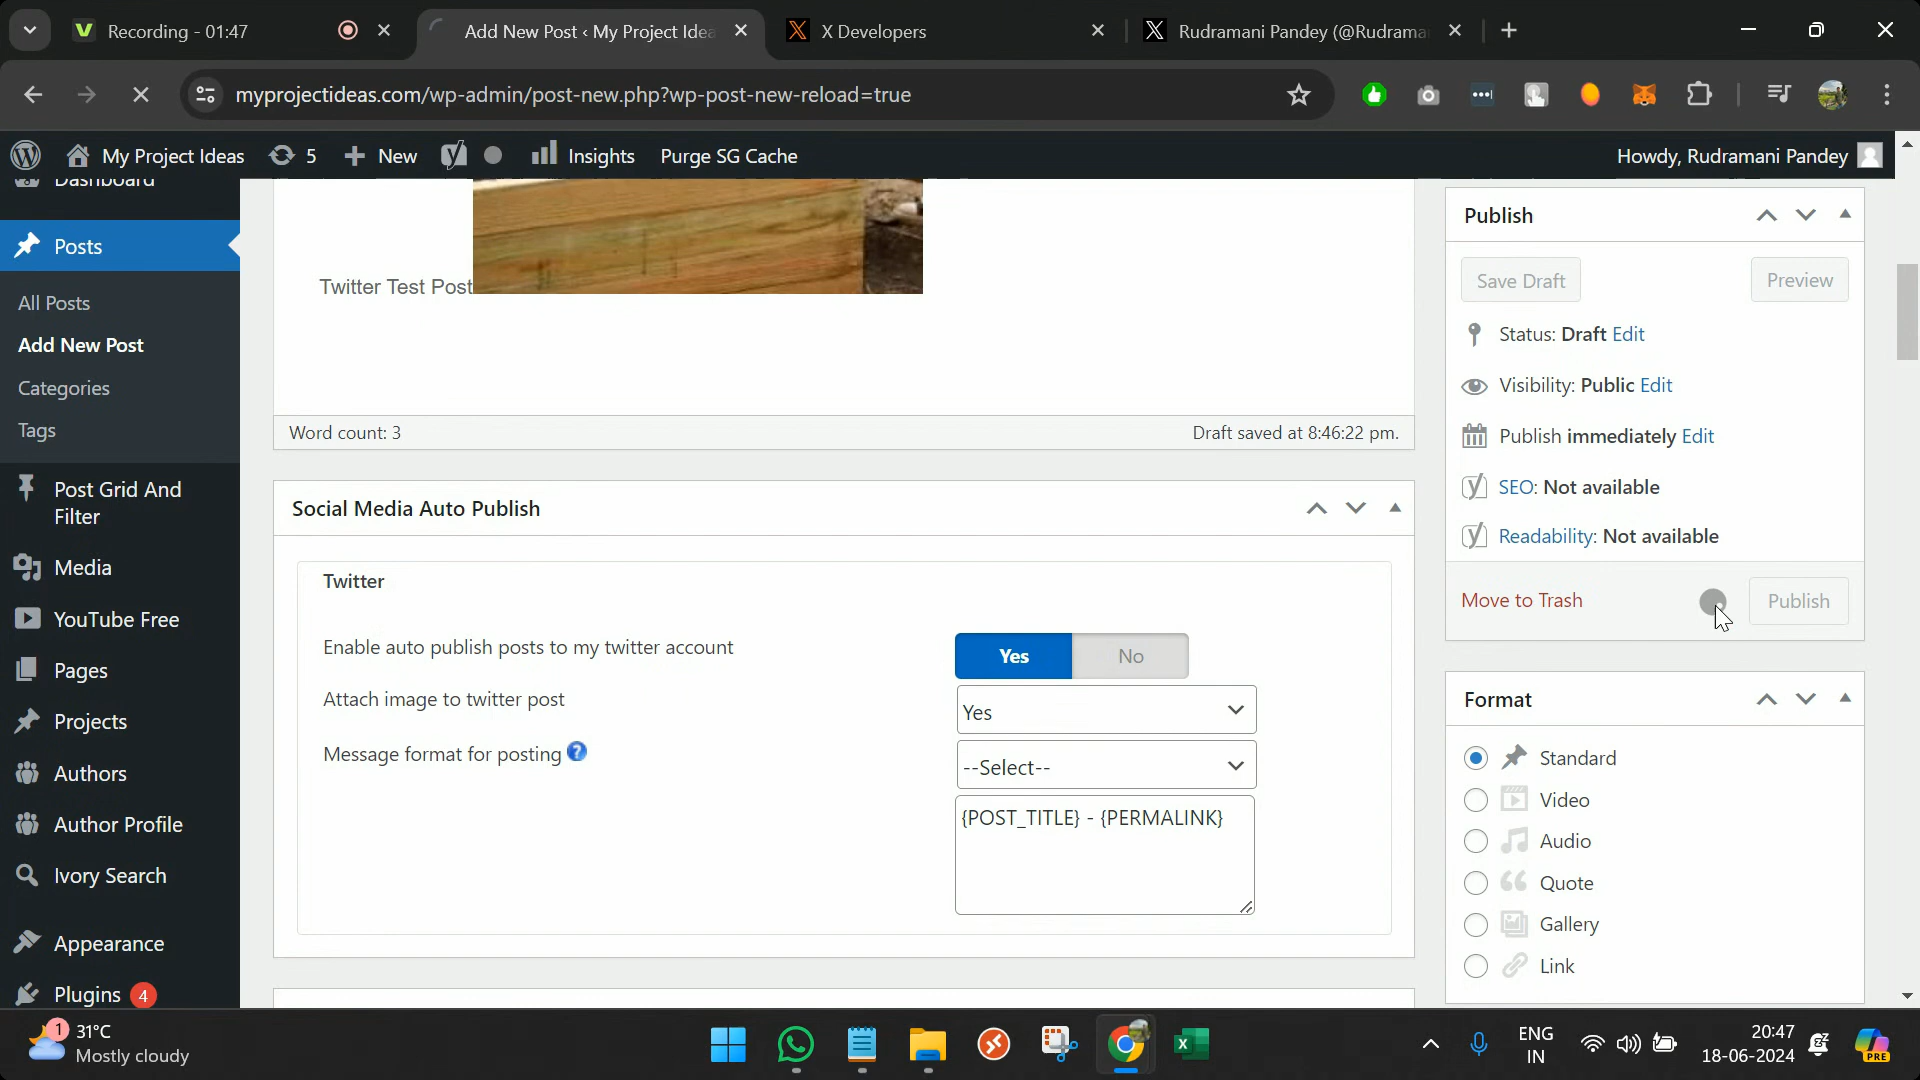 Recording - 01:47
Add New Post ‹ My Project Idea
X Developers
Rudramani Pandey (@Rudrama
myprojectideas.com/wp-admin/post-new.php?wp-post-new-reload=true
My Project Ideas
5
New
Insights
Purge SG Cache
Howdy, Rudramani Pandey
Dashboard
Posts
All Posts
Add New Post
Categories
Tags
Post Grid And
Filter
Media
YouTube Free
Pages
Projects
Authors
Author Profile
Ivory Search
Appearance
Plugins 4
Twitter Test Post
Word count: 3
Draft saved at 8:46:22 pm.
Social Media Auto Publish
Twitter
Enable auto publish posts to my twitter account
Yes
No
Attach image to twitter post
Yes
Message format for posting ?
--Select--
{POST_TITLE} - {PERMALINK}
Publish
Save Draft
Preview
Status: Draft Edit
Visibility: Public Edit
Publish immediately Edit
SEO: Not available
Readability: Not available
Move to Trash
Publish
Format
Standard
Video
Audio
Quote
Gallery
Link
1
31°C
Mostly cloudy
ENG
IN
20:47
18-06-2024
PRE